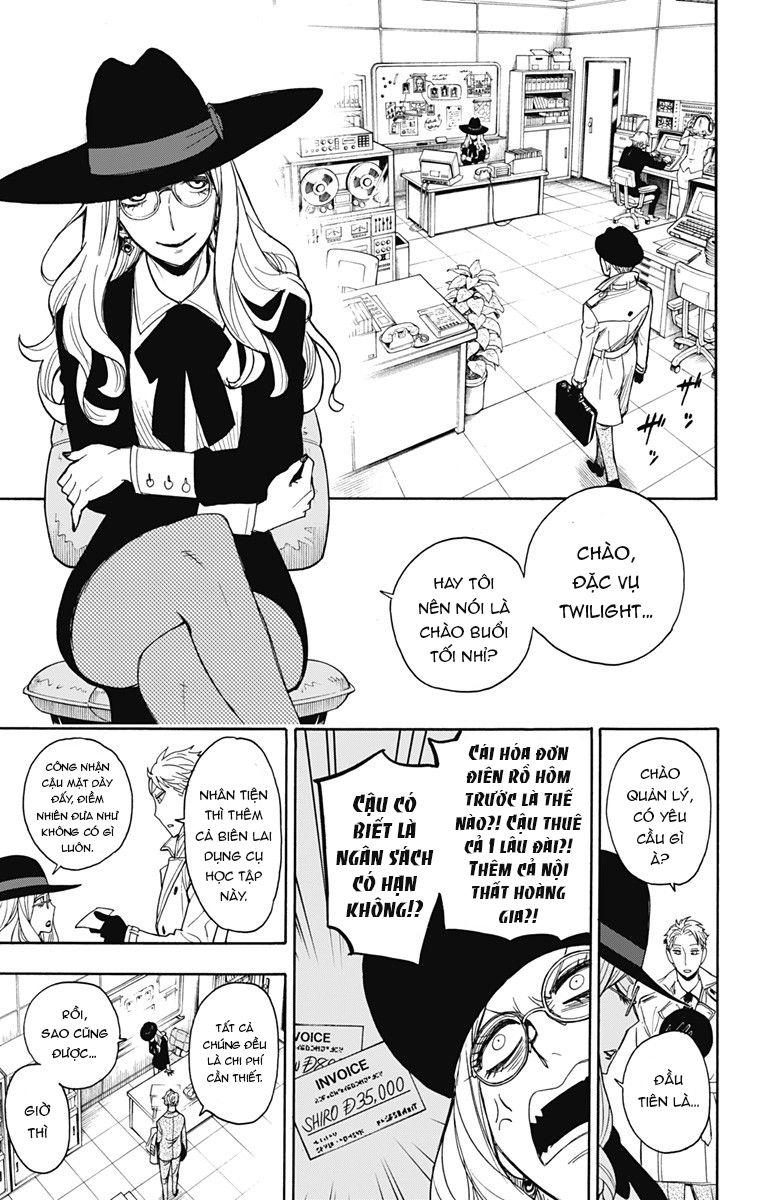 CHÀO,
ĐẶC VỤ
TWILIGHT...
HAY TÔI
NÊN NÓI LÀ
CHÀO BUỔI
TỐI NHỈ?
CHÀO
QUẢN LÝ,
CÓ YÊU
CẦU GÌ
À?
ĐẦU
TIÊN LÀ...
CÁI HÓA ĐƠN
ĐIÊN RỒ HÔM
TRƯỚC LÀ THẾ
NÀO?! CẬU THUÊ
CẢ 1 LÂU ĐÀI?!
THÊM CẢ NỘI
THẤT HOÀNG
GIA?!
CẬU CÓ
BIẾT LÀ
NGÂN SÁCH
CÓ HẠN
KHÔNG!?
INVOICE
INVOICE
SHIRO Đ35,000
NHÂN TIỆN
THÌ THÊM
CẢ BIÊN LAI
DỤNG CỤ
HỌC TẬP
NÀY.
CÔNG NHẬN
CẬU MẶT DÀY
ĐẤY, ĐIỀM
NHIÊN ĐƯA NHƯ
KHÔNG CÓ GÌ
LUÔN.
TẤT CẢ
CHÚNG ĐỀU
LÀ CHI PHÍ
CẦN THIẾT.
RỒI,
SAO CŨNG
ĐƯỢC...
GIỜ
THÌ